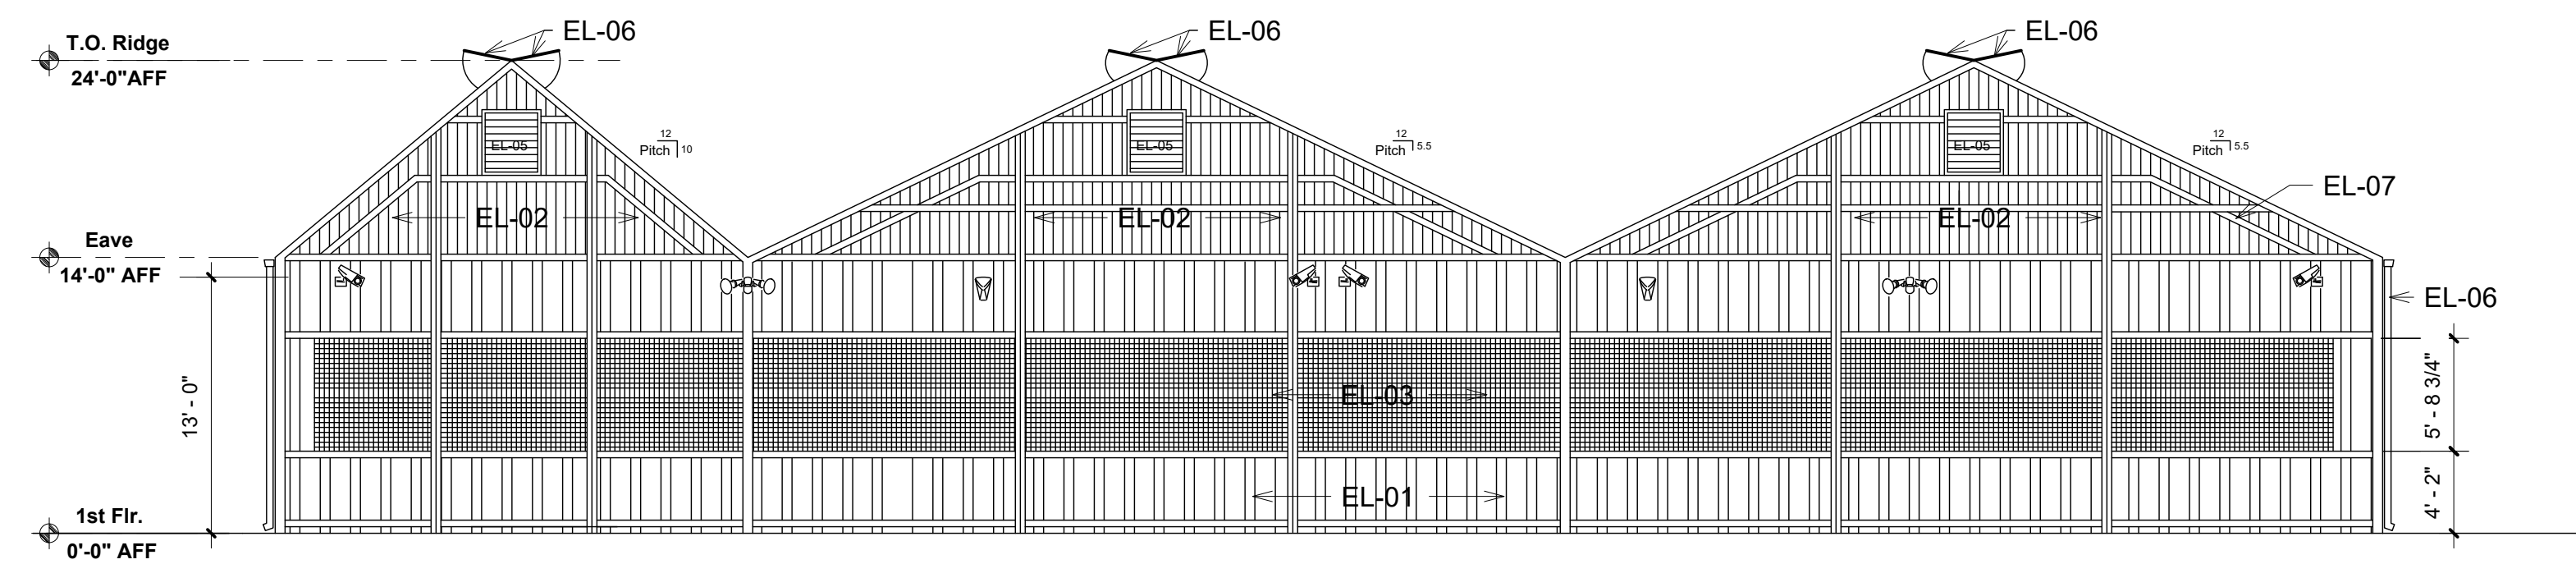 T.O. Ridge
24'-0"AFF
EL-06
EL-06
EL-06
EL-05
EL-05
EL-05
12
Pitch 10
12
Pitch 5.5
12
Pitch 5.5
EL-07
EL-02
EL-02
EL-02
Eave
14'-0" AFF
EL-06
13' - 0"
EL-03
5' - 8 3/4"
EL-01
4' - 2"
1st Flr.
0'-0" AFF